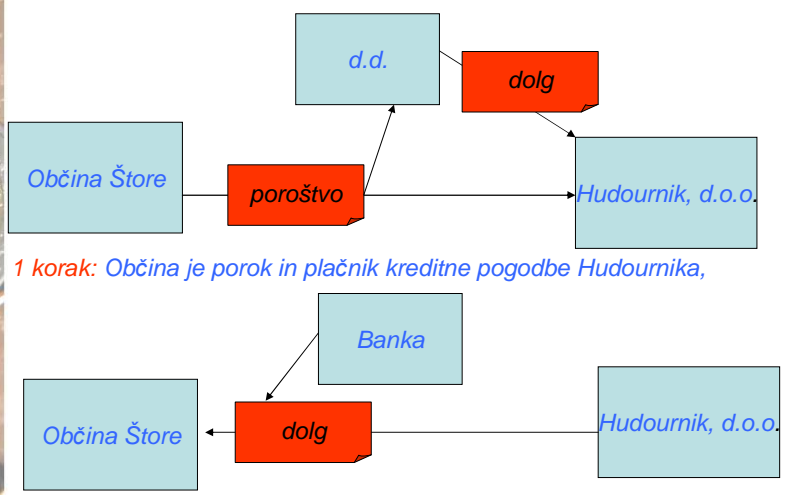 d.d.
dolg
Občina Štore
poroštvo
Hudournik, d.o.o.
1 korak: Občina je porok in plačnik kreditne pogodbe Hudournika,
Banka
Občina Štore
dolg
Hudournik, d.o.o.